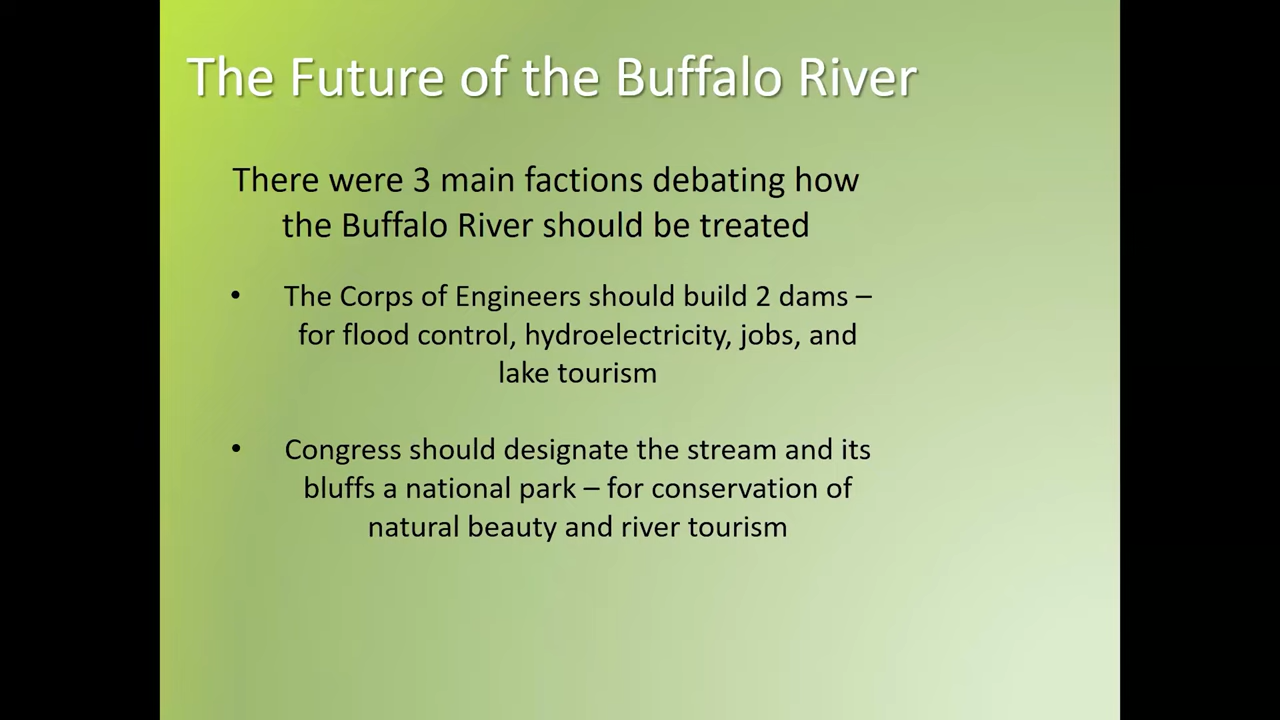 The Future of the Buffalo River
There were 3 main factions debating how
the Buffalo River should be treated
• The Corps of Engineers should build 2 dams –
for flood control, hydroelectricity, jobs, and
lake tourism
• Congress should designate the stream and its
bluffs a national park – for conservation of
natural beauty and river tourism